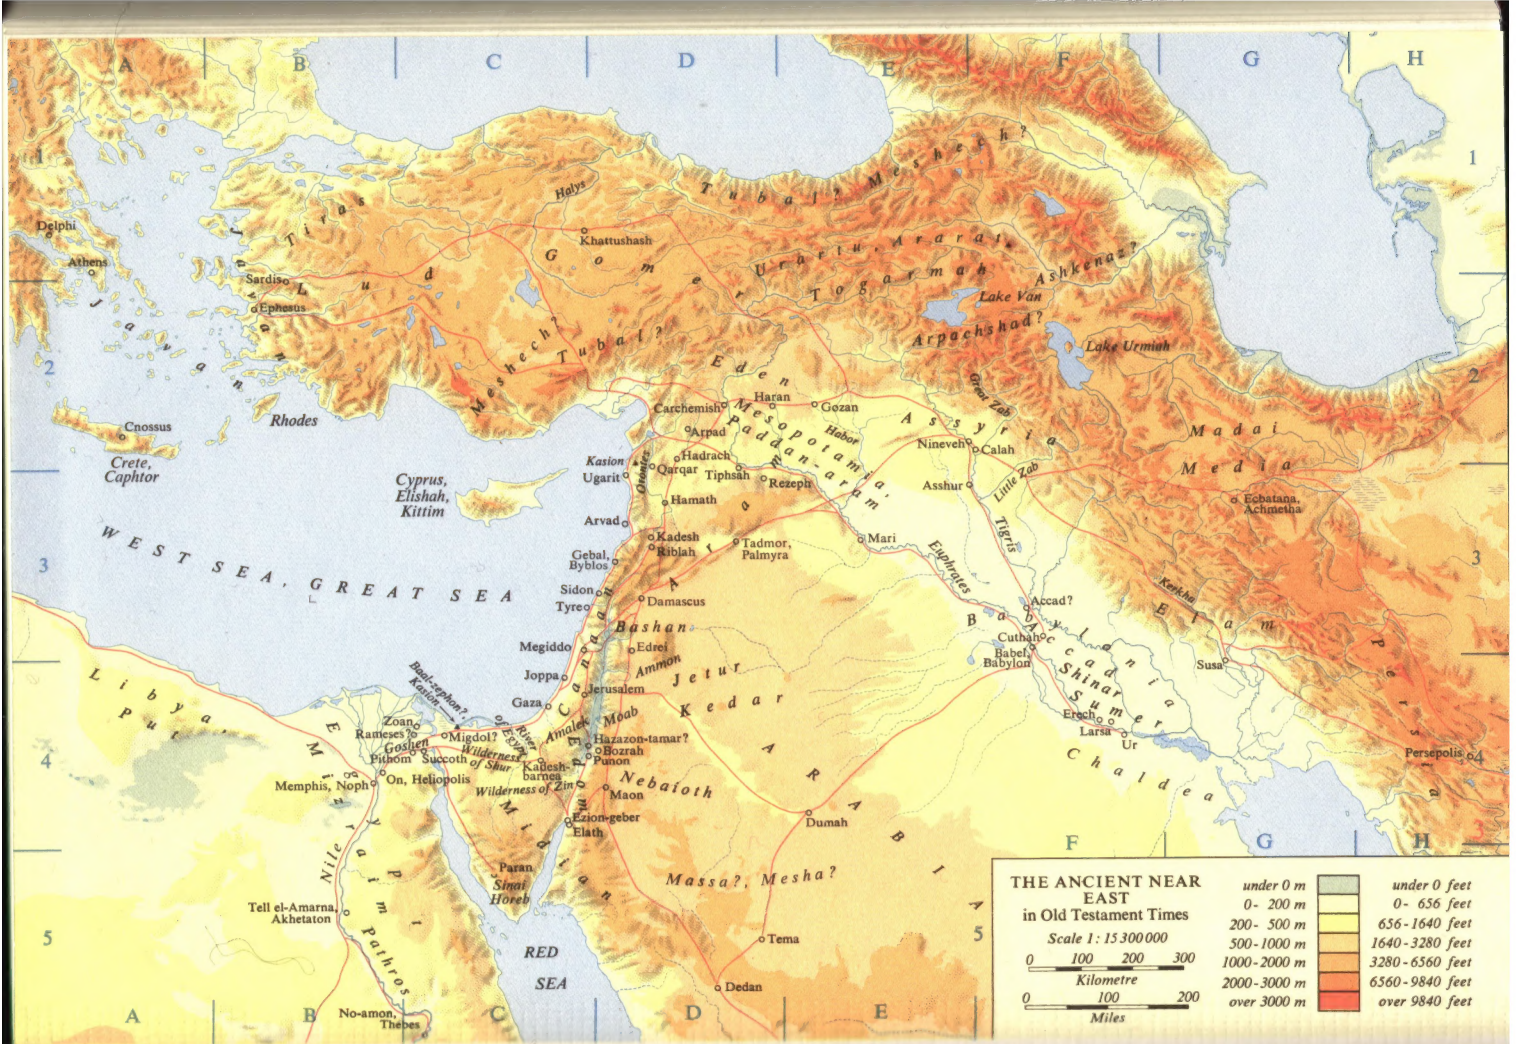 A
B
C
D
E
F
G
H
1
1
Meshech?
Tubal?
Halys
Tiras
Delphi
Khattushash
Gomer
Urartu, Ararat,
Togarmah
Ashkenaz?
Athens
Sardis
Lud
Ephesus
Javan
Javan
Lake Van
Arpachshad?
Lake Urmiah
Tubal?
Meshech?
2
2
Eden
Great Zab
Haran
Carchemish
Gozan
Mesopotamia,
Paddan-aram
Habor
Assyria
Rhodes
Cnossus
Crete,
Caphtor
Arpad
Nineveh
Calah
Madai
Media
Hadrach
Kasion
Ugarit
Orontes
Qarqar
Tiphsah
Rezeph
Asshur
Little Zab
Cyprus,
Elishah,
Kittim
Hamath
Ecbatana,
Achmetha
Arvad
Tigris
Kadesh
Riblah
Tadmor,
Palmyra
Mari
Aram
Gebal,
Byblos
Euphrates
WEST SEA, GREAT SEA
3
3
Kerkha
Sidon
Tyre
Damascus
Accad?
Elam
Canaan
Bashan
Babylonia
Accad
Cuthah
Babel,
Babylon
Megiddo
Edrei
Ammon
Jetur
Susa
Shinar
Sumer
Persia
Joppa
Jerusalem
Kedar
Libya,
Put
Baal-zephon?,
Kasion
Gaza
Moab
Amalek
Erech
Larsa
Ur
Zoan,
Rameses?
Migdol?
River
of Egypt
Hazazon-tamar?
Bozrah
Punon
Edom
Goshen
Pithom
Succoth
Wilderness
of Shur
Kadesh-
barnea
Chaldea
Persepolis
4
4
Memphis, Noph
On, Heliopolis
Wilderness of Zin
Nebaioth
Maon
Egypt
Mizraim
Midian
Ezion-geber
Elath
Dumah
ARABIA
Nile
Paran
Sinai
Horeb
Massa?, Mesha?
Tell el-Amarna,
Akhetaton
Pathros
Tema
5
5
RED
SEA
Dedan
No-amon,
Thebes
A
B
C
D
E
F
G
H
3
THE ANCIENT NEAR
EAST
in Old Testament Times
Scale 1 : 15 300 000
0 100 200 300
Kilometre
0 100 200
Miles
under 0 m under 0 feet
0- 200 m 0- 656 feet
200- 500 m 656-1640 feet
500-1000 m 1640-3280 feet
1000-2000 m 3280-6560 feet
2000-3000 m 6560-9840 feet
over 3000 m over 9840 feet